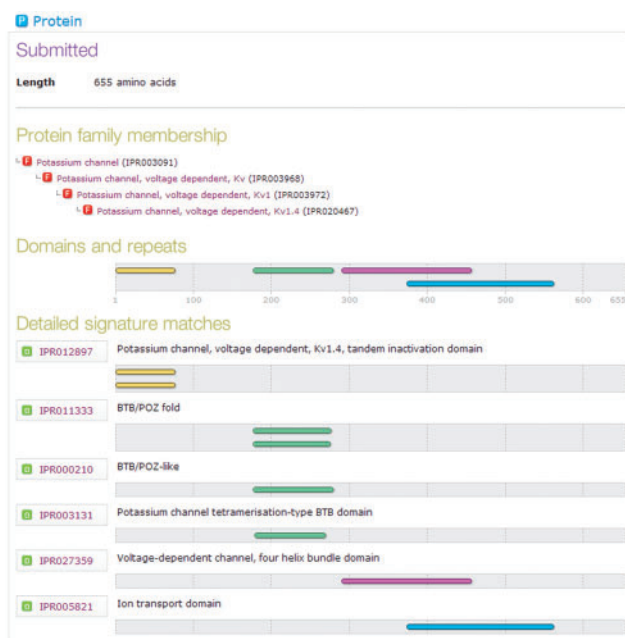 P Protein
Submitted
Length 655 amino acids
Protein family membership
F Potassium channel (IPR003091)
F Potassium channel, voltage dependent, Kv (IPR003968)
F Potassium channel, voltage dependent, Kv1 (IPR003972)
F Potassium channel, voltage dependent, Kv1.4 (IPR020467)
Domains and repeats
1 100 200 300 400 500 600 655
Detailed signature matches
D IPR012897 Potassium channel, voltage dependent, Kv1.4, tandem inactivation domain
D IPR011333 BTB/POZ fold
D IPR000210 BTB/POZ-like
D IPR003131 Potassium channel tetramerisation-type BTB domain
D IPR027359 Voltage-dependent channel, four helix bundle domain
D IPR005821 Ion transport domain